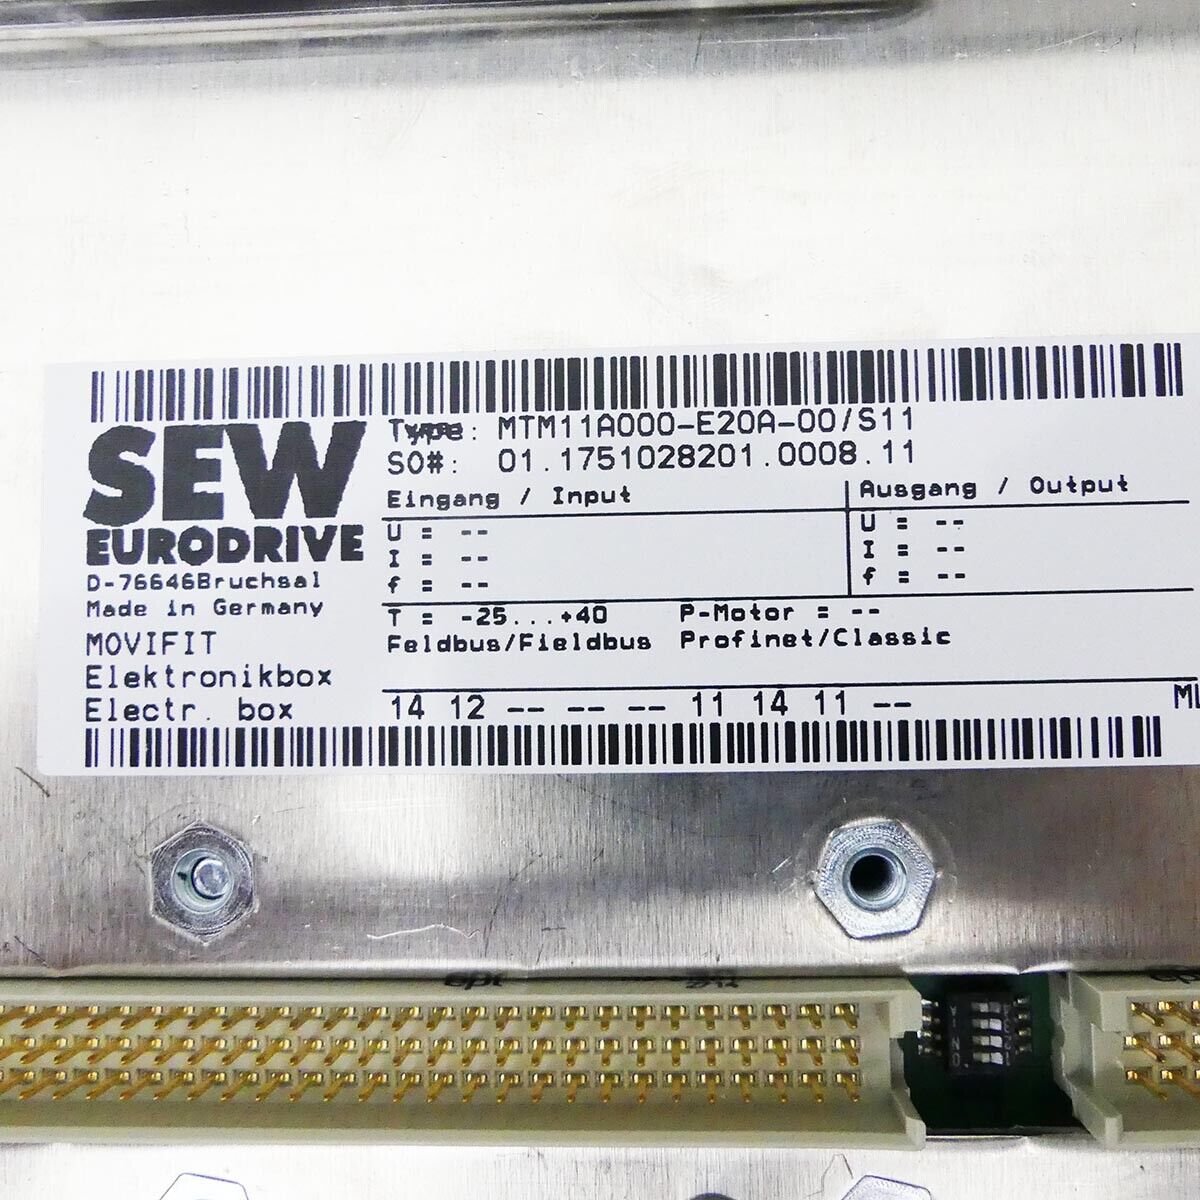 SEW
EURODRIVE
D-76646Bruchsal
Made in Germany
MOVIFIT
Elektronikbox
Electr. box
Type: MTM11A000-E20A-00/S11
SO#: 01.1751028201.0008.11
Eingang / Input
U = --
I = --
f = --
Ausgang / Output
U = --
I = --
f = --
T = -25...+40 P-Motor = --
Feldbus/Fieldbus Profinet/Classic
14 12 -- -- -- 11 14 11 --
ept